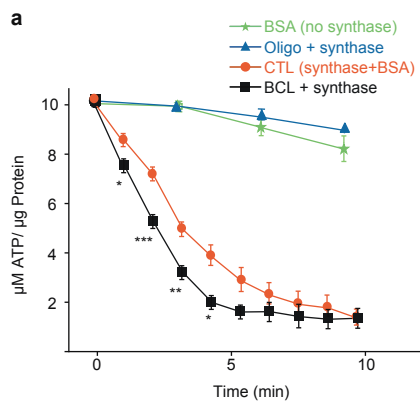 a
BSA (no synthase)
Oligo + synthase
CTL (synthase+BSA)
BCL + synthase
μM ATP/ μg Protein
10
8
6
4
2
*
***
**
*
0
5
10
Time (min)